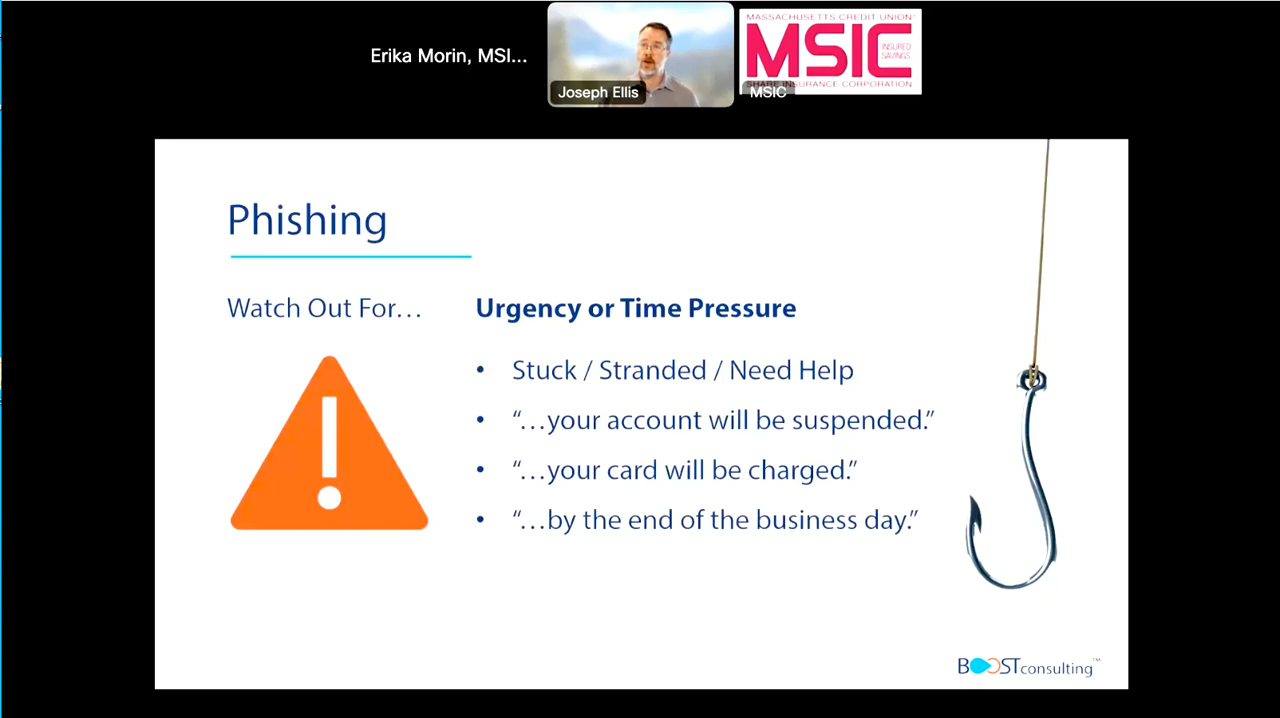 Erika Morin, MSI...
Joseph Ellis
MASSACHUSETTS CREDIT UNION
MSIC
INSURED
SAVINGS
SHARE INSURANCE CORPORATION
MSIC
Phishing
Watch Out For...
Urgency or Time Pressure
• Stuck / Stranded / Need Help
• “...your account will be suspended.”
• “...your card will be charged.”
• “...by the end of the business day.”
BOOSTconsulting™